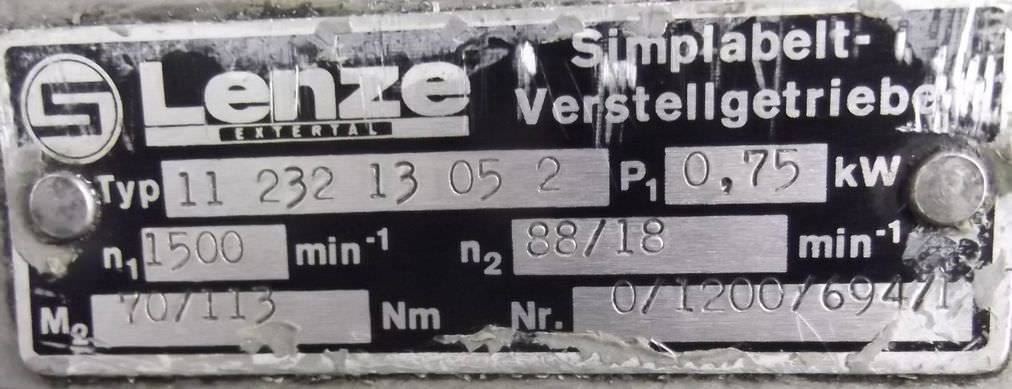 Lenze
EXTERTAL
Simplabelt-
Verstellgetriebe
Typ 11 232 13 05 2 P1 0,75 kW
n1 1500 min-1 n2 88/18 min-1
M2 70/113 Nm Nr. 0/1200/694/1